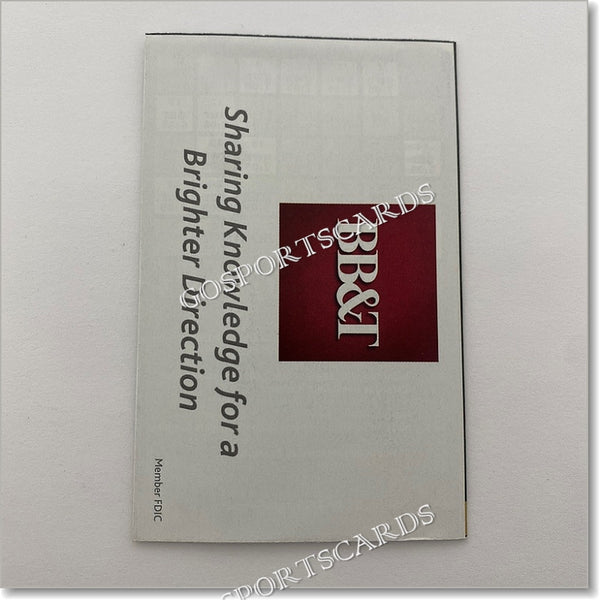 BB&T
Sharing Knowledge for a
Brighter Direction
Member FDIC
GOSPORTSCARDS
GOSPORTSCARDS